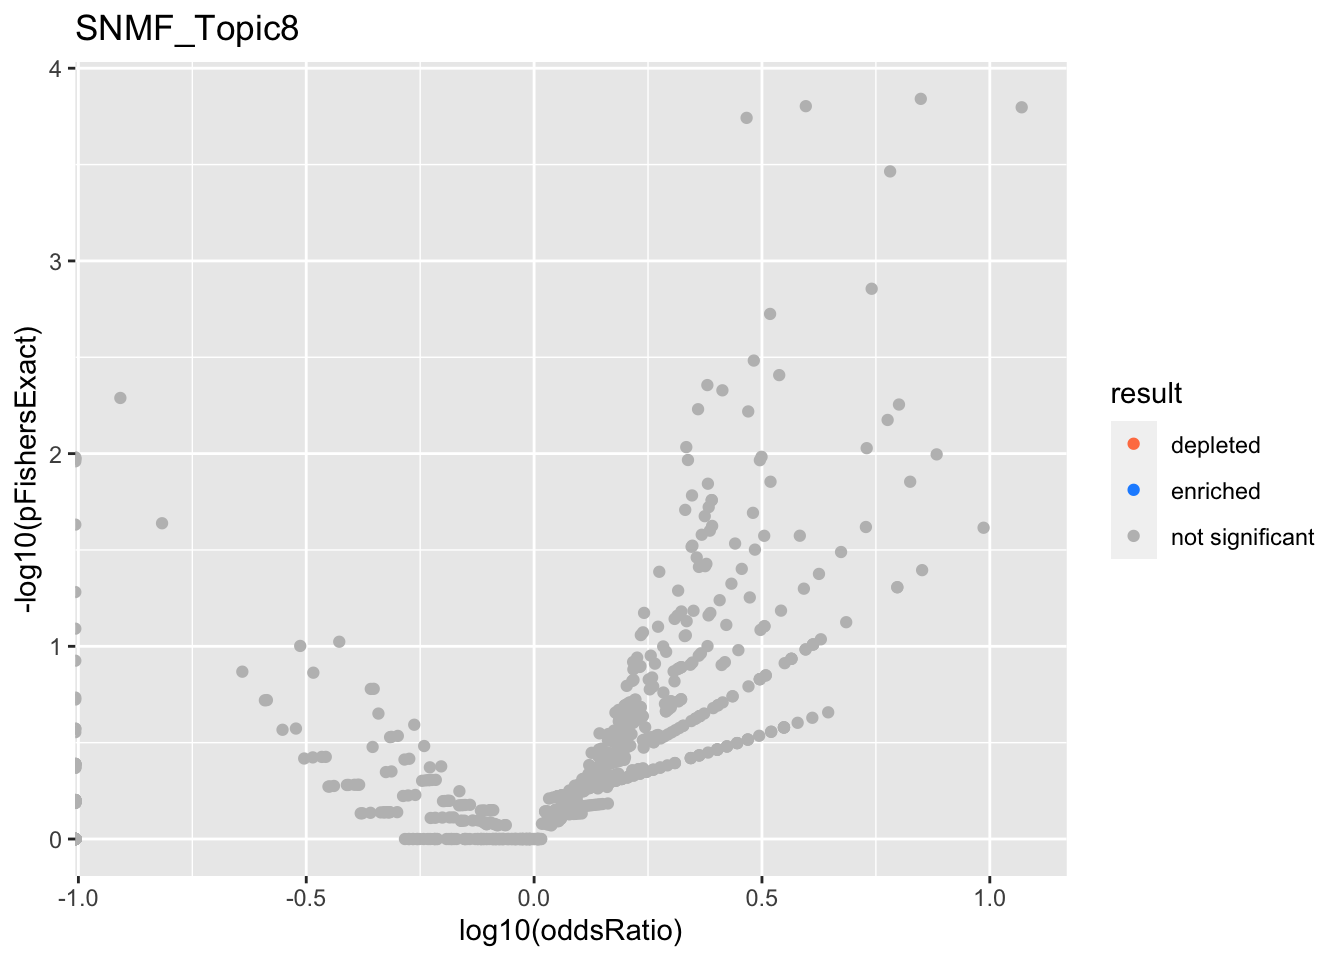 SNMF_Topic8
4
3
2
1
0
-log10(pFishersExact)
-1.0
-0.5
0.0
0.5
1.0
log10(oddsRatio)
result
depleted
enriched
not significant